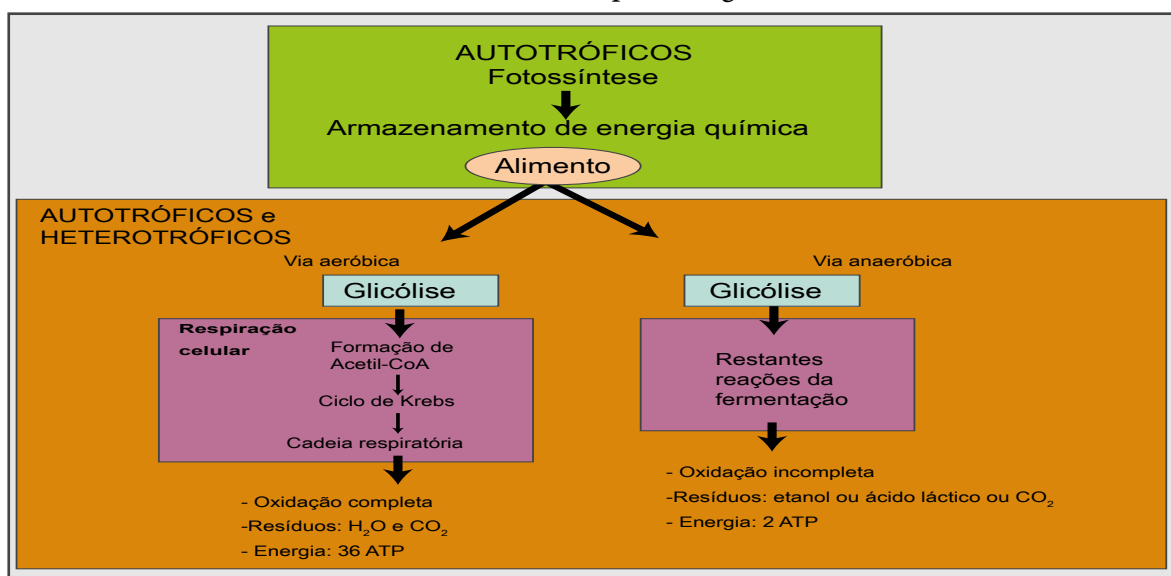 AUTOTRÓFICOS
Fotossíntese
Armazenamento de energia química
Alimento
AUTOTRÓFICOS e
HETEROTRÓFICOS
Via aeróbica
Glicólise
Respiração
celular
Formação de
Acetil-CoA
Ciclo de Krebs
Cadeia respiratória
- Oxidação completa
-Resíduos: H₂O e CO₂
- Energia: 36 ATP
Via anaeróbica
Glicólise
Restantes
reações da
fermentação
- Oxidação incompleta
-Resíduos: etanol ou ácido láctico ou CO₂
- Energia: 2 ATP